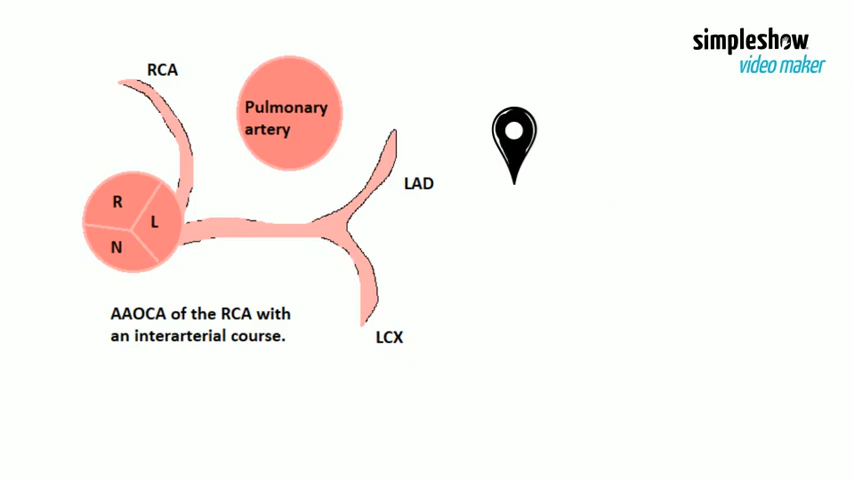 simpleshow
video maker
RCA
Pulmonary
artery
LAD
R
L
N
AAOCA of the RCA with
an interarterial course.
LCX